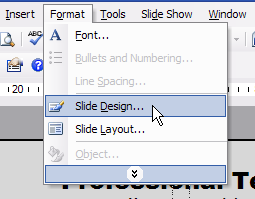 Insert Format Tools Slide Show Window
Font...
Bullets and Numbering...
Line Spacing...
20
Slide Design...
Slide Layout...
Object...
Professional Te